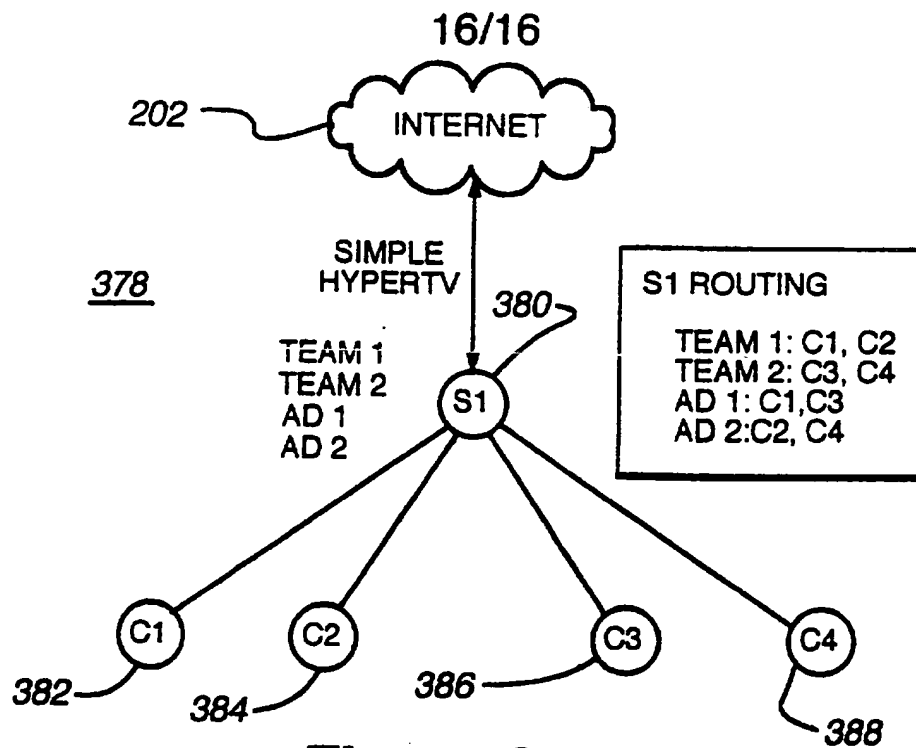 16/16
202
INTERNET
SIMPLE
HYPERTV
378
380
S1 ROUTING
TEAM 1: C1, C2
TEAM 2: C3, C4
AD 1: C1,C3
AD 2:C2, C4
TEAM 1
TEAM 2
AD 1
AD 2
S1
C1
C2
C3
C4
382
384
386
388